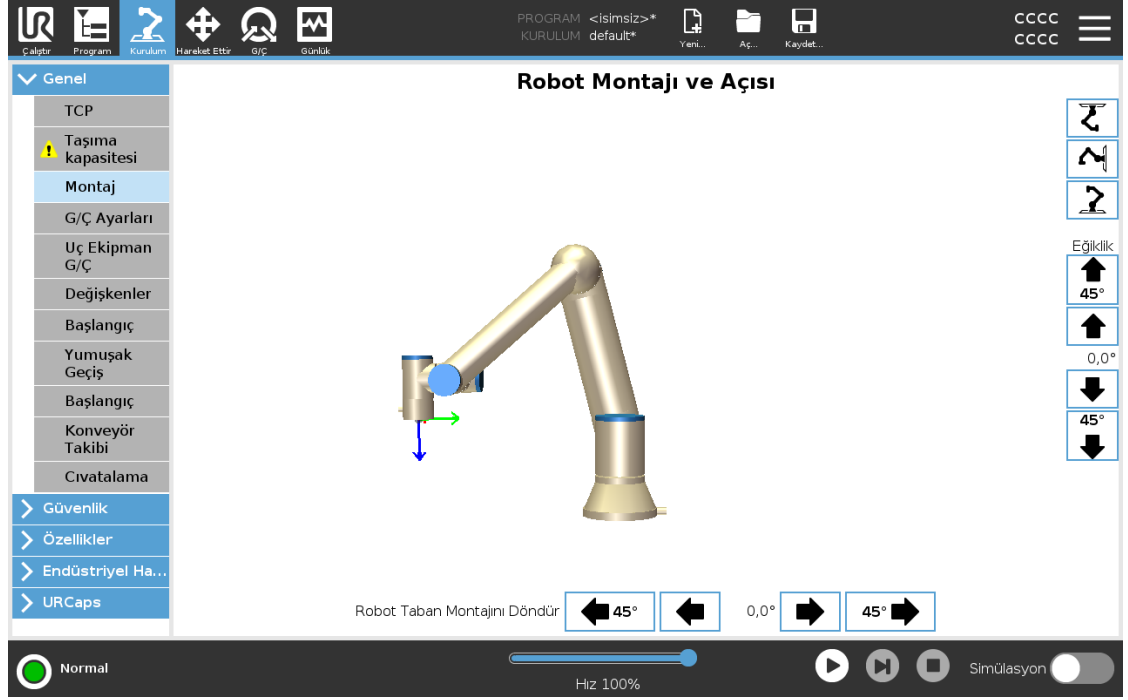 PROGRAM <isimsiz>*
KURULUM default*
CCCC
CCCC
Çalıştır Program Kurulum Hareket Ettir G/Ç Günlük Yeni... Aç... Kaydet...
Genel
TCP
Taşıma
kapasitesi
Montaj
G/Ç Ayarları
Uç Ekipman
G/Ç
Değişkenler
Başlangıç
Yumuşak
Geçiş
Başlangıç
Konveyör
Takibi
Cıvatalama
Güvenlik
Özellikler
Endüstriyel Ha...
URCaps
Robot Montajı ve Açısı
Eğiklik
45°
0,0°
45°
Robot Taban Montajını Döndür 45° 0,0° 45°
Normal
Hız 100%
Simülasyon